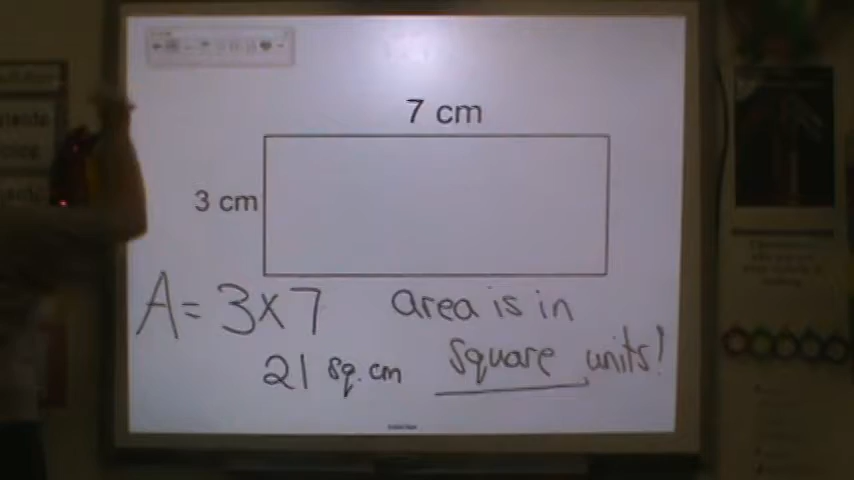 7 cm
3 cm
A = 3x7
area is in
square units!
21 sq. cm